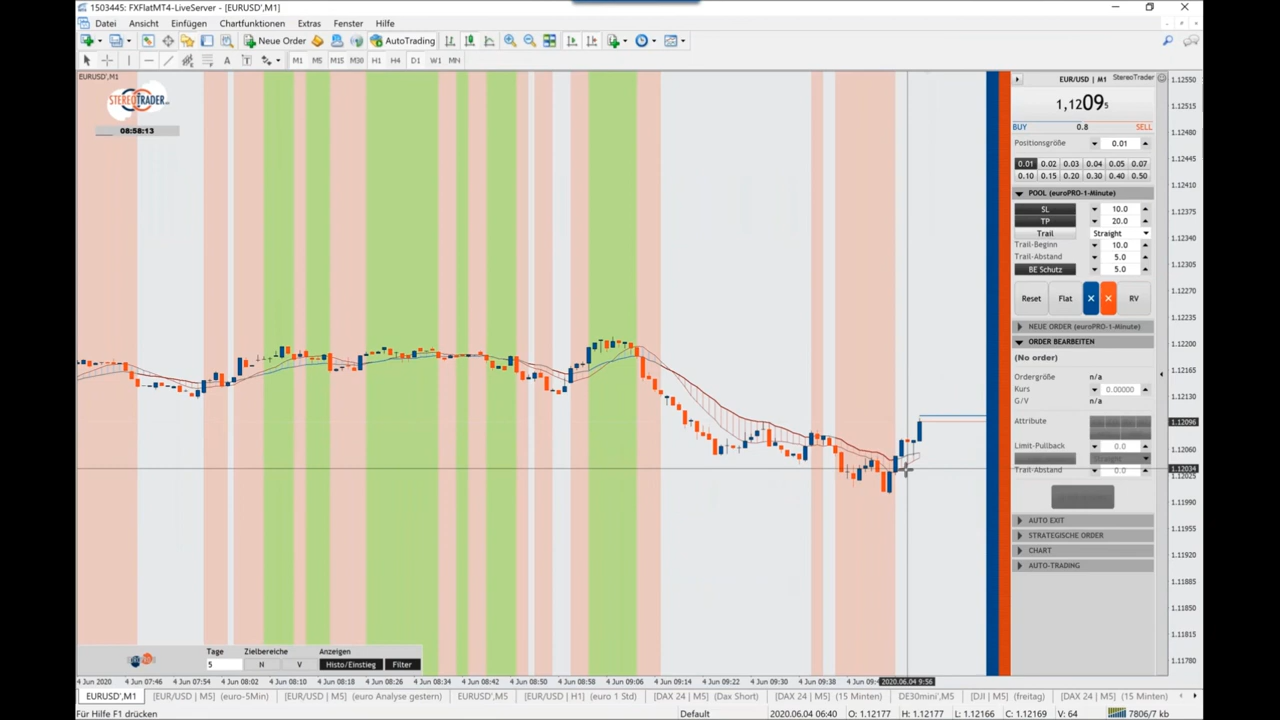 1503445: FXFlatMT4-LiveServer - [EURUSD',M1]
Datei Ansicht Einfügen Chartfunktionen Extras Fenster Hilfe
Neue Order AutoTrading
A T M1 M5 M15 M30 H1 H4 D1 W1 MN
EURUSD',M1
STEREOTRADER
08:58:13
EUR/USD | M1 StereoTrader
1,12095
BUY 0.8 SELL
Positionsgröße 0.01
0.01 0.02 0.03 0.04 0.05 0.07
0.10 0.15 0.20 0.30 0.40 0.50
POOL (euroPRO-1-Minute)
SL 10.0
TP 20.0
Trail Straight
Trail-Beginn 10.0
Trail-Abstand 5.0
BE Schutz 5.0
Reset Flat × × RV
NEUE ORDER (euroPRO-1-Minute)
ORDER BEARBEITEN
(No order)
Ordergröße n/a
Kurs 0.00000
G/V n/a
Attribute
Limit-Pullback 0.0
Straight
Trail-Abstand 0.0
AUTO EXIT
STRATEGISCHE ORDER
CHART
AUTO-TRADING
1.12550
1.12515
1.12480
1.12445
1.12410
1.12375
1.12340
1.12305
1.12270
1.12235
1.12200
1.12165
1.12130
1.12096
1.12060
1.12034
1.12025
1.11990
1.11955
1.11920
1.11885
1.11850
1.11815
1.11780
Tage Zielbereiche Anzeigen
5 N V Histo/Einstieg Filter
4 Jun 2020 4 Jun 07:46 4 Jun 07:54 4 Jun 08:02 4 Jun 08:10 4 Jun 08:18 4 Jun 08:26 4 Jun 08:34 4 Jun 08:42 4 Jun 08:50 4 Jun 08:58 4 Jun 09:06 4 Jun 09:14 4 Jun 09:22 4 Jun 09:30 4 Jun 09:38 4 Jun 09:4 2020.06.04 9:56
EURUSD',M1 [EUR/USD | M5] (euro-5Min) [EUR/USD | M5] (euro Analyse gestern) EURUSD',M5 [EUR/USD | H1] (euro 1 Std) [DAX 24 | M5] (Dax Short) [DAX 24 | M5] (15 Minten) DE30mini',M5 [DJI | M5] (freitag) [DAX 24 | M5] (15 Minten)
Für Hilfe F1 drücken Default 2020.06.04 06:40 O: 1.12177 H: 1.12177 L: 1.12166 C: 1.12169 V: 64 7806/7 kb